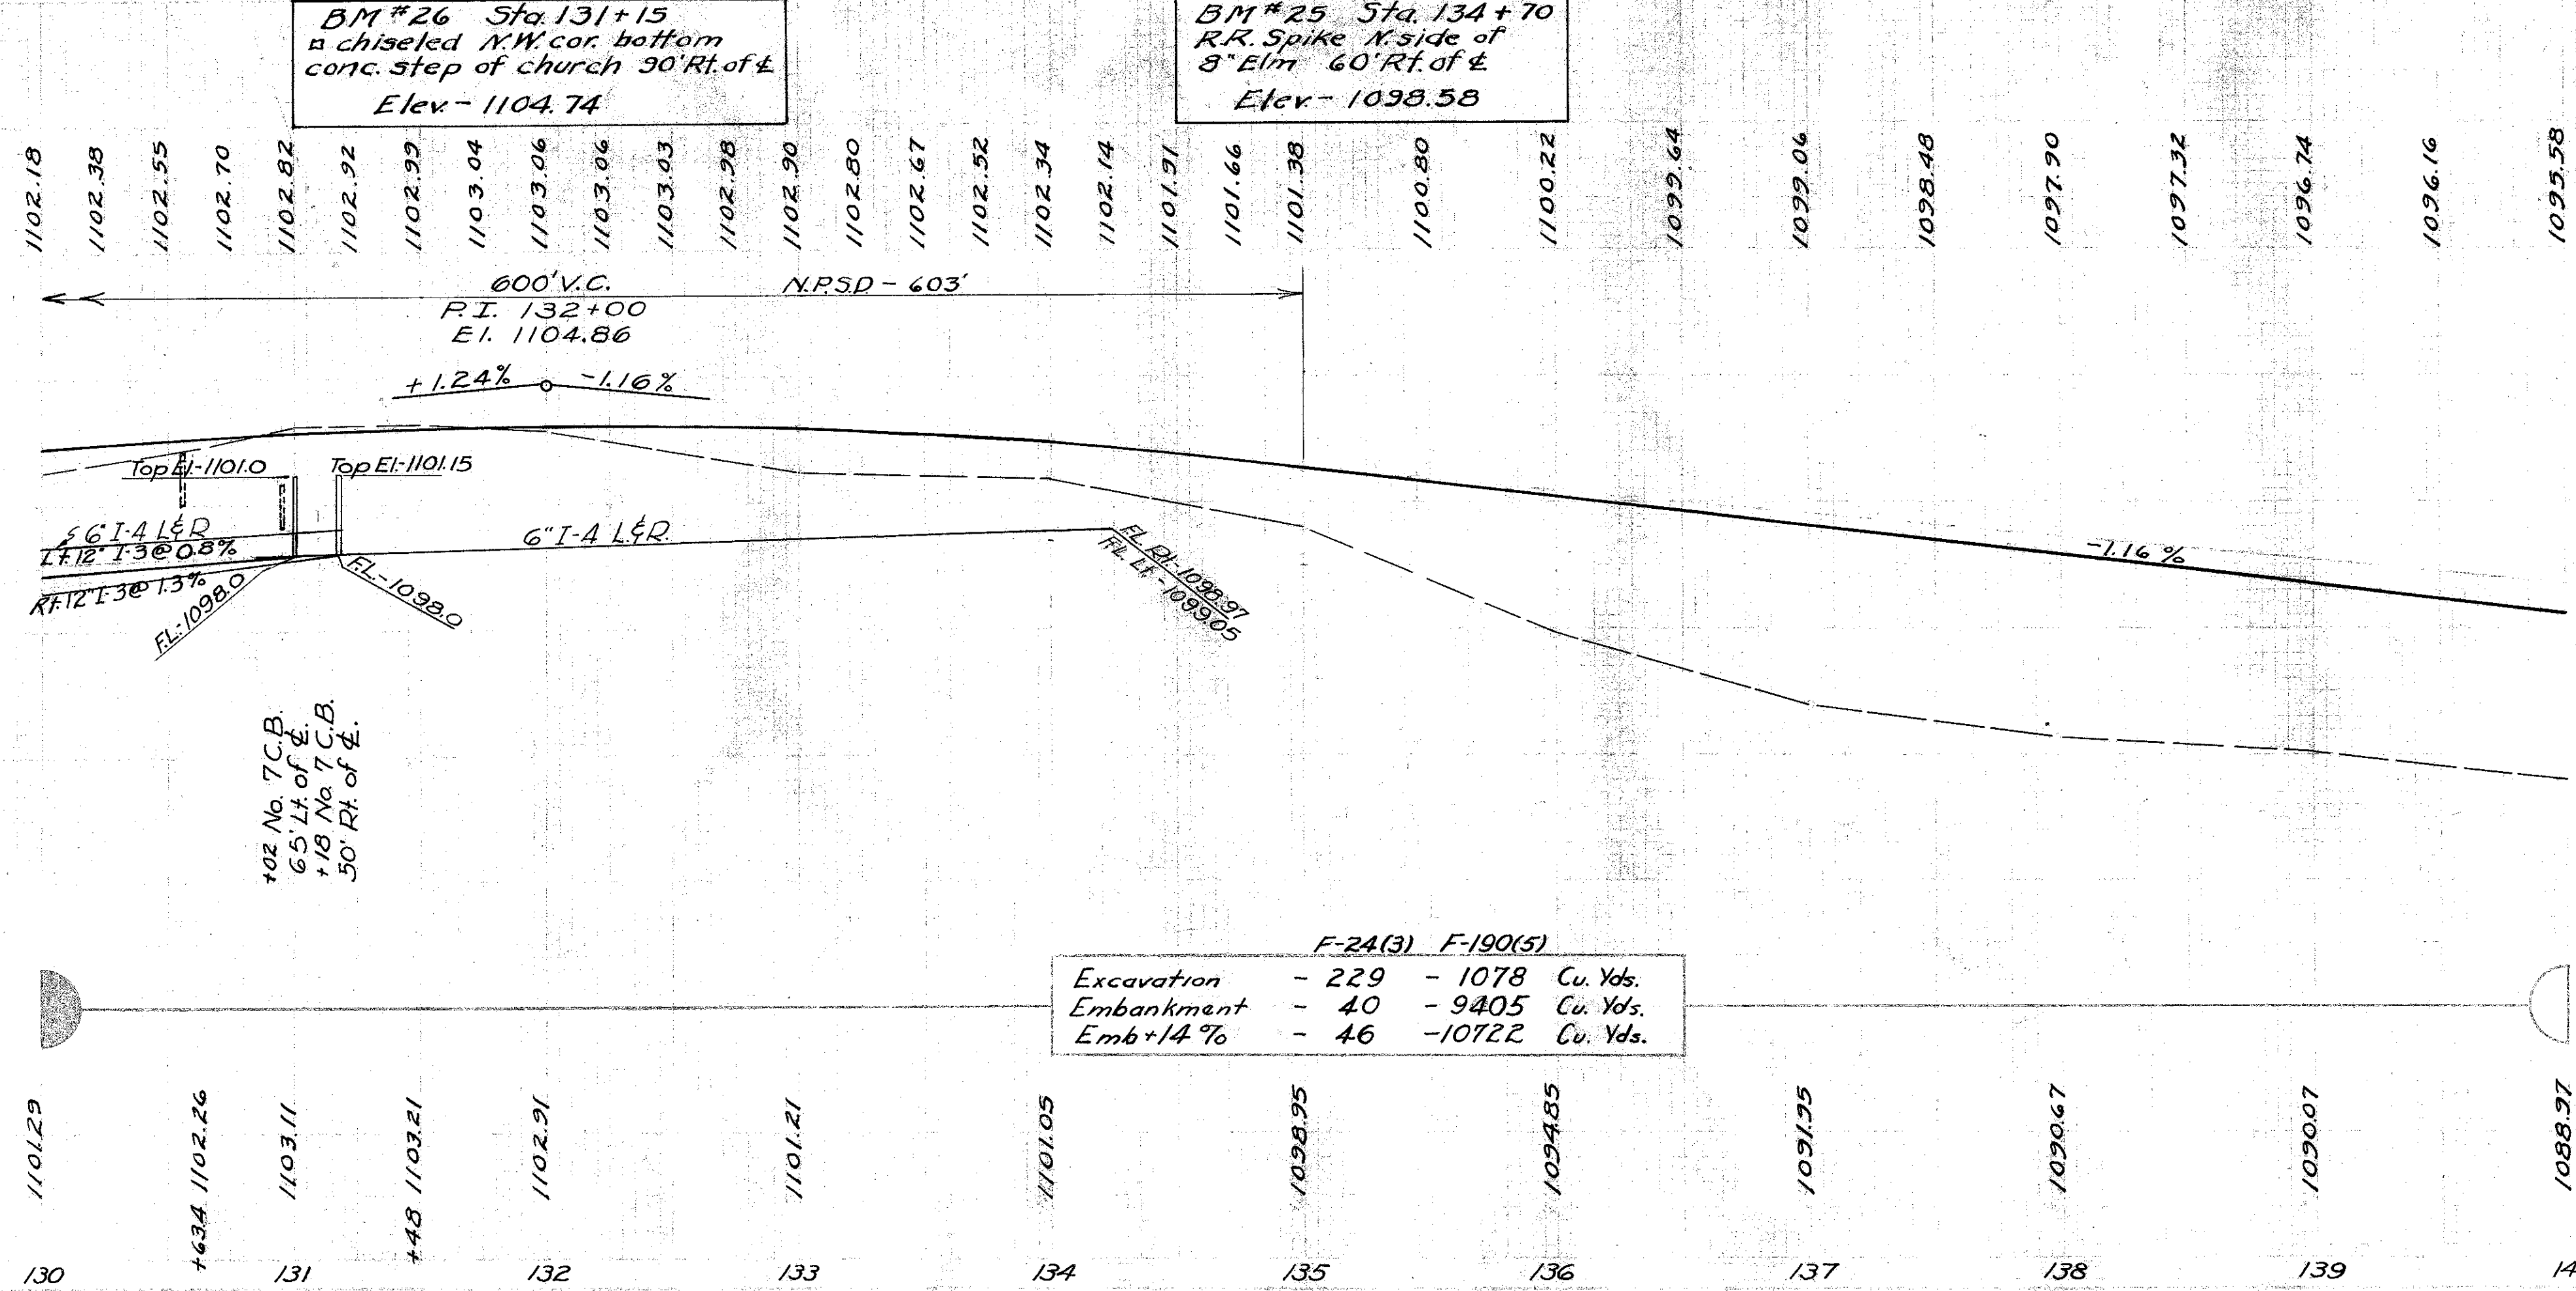 BM #26 Sta. 131+15
¤ chiseled N.W. cor. bottom
conc. step of church 90' Rt. of ℄
Elev. - 1104.74
BM #25 Sta. 134+70
R.R. Spike N. side of
8" Elm 60' Rt. of ℄
Elev. - 1098.58
1102.18
1102.38
1102.55
1102.70
1102.82
1102.92
1102.99
1103.04
1103.06
1103.06
1103.03
1102.98
1102.90
1102.80
1102.67
1102.52
1102.34
1102.14
1101.91
1101.66
1101.38
1100.80
1100.22
1099.64
1099.06
1098.48
1097.90
1097.32
1096.74
1096.16
1095.58
600' V.C. N.P.S.D - 603'
P.I. 132+00
El. 1104.86
+1.24% -1.16%
Top El-1101.0
Top El-1101.15
6" I-4 L&R
Lt. 12" I-3 @ 0.8%
Rt. 12" I-3 @ 1.3%
F.L.-1098.0
F.L.-1098.0
6" I-4 L&R
F.L. Rt.-1098.97
F.L. Lt.-1099.05
-1.16 %
+02 No. 7 C.B.
65' Lt. of ℄.
+18 No. 7 C.B.
50' Rt. of ℄.
F-24(3) F-190(5)
Excavation - 229 - 1078 Cu. Yds.
Embankment - 40 - 9405 Cu. Yds.
Emb+14 % - 46 -10722 Cu. Yds.
1101.29
+63.4 1102.26
1103.11
+48 1103.21
1102.91
1101.21
1101.05
1098.95
1094.85
1091.95
1090.67
1090.07
1088.97
130 131 132 133 134 135 136 137 138 139 14